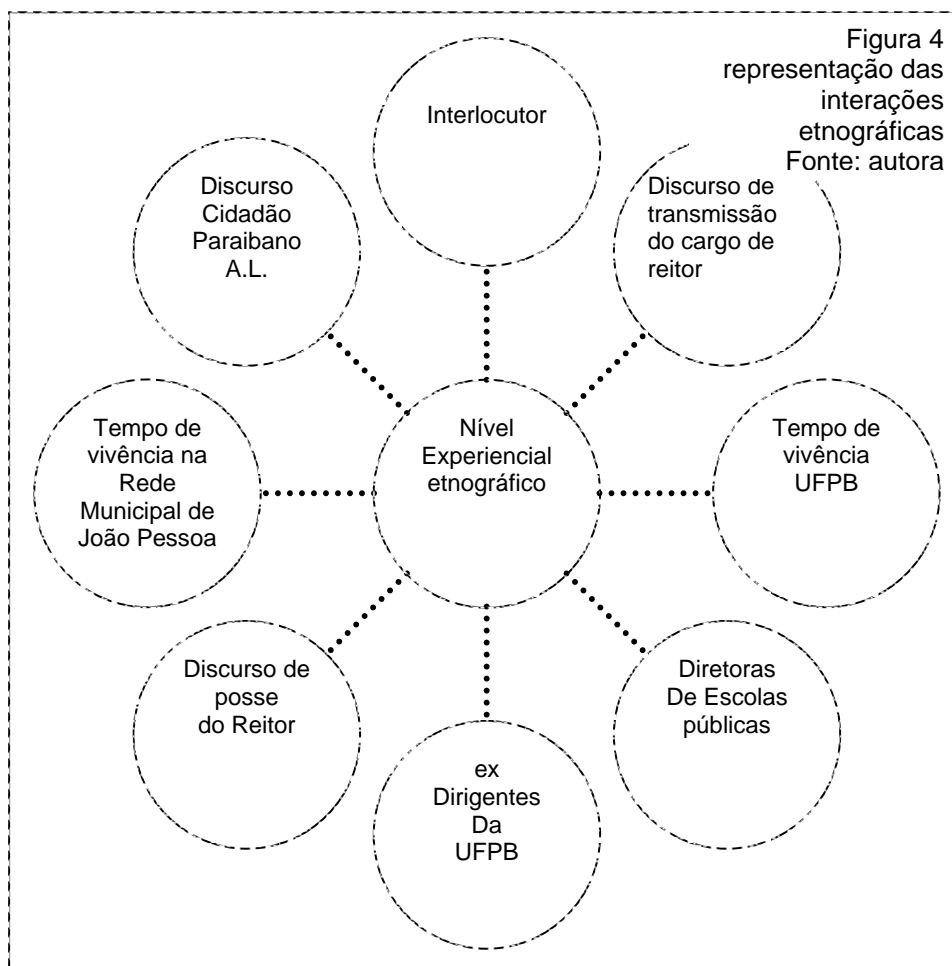 Figura 4
representação das
interações
etnográficas
Fonte: autora
Interlocutor
Discurso
Cidadão
Paraibano
A.L.
Discurso de
transmissão
do cargo de
reitor
Tempo de
vivência na
Rede
Municipal de
João Pessoa
Nível
Experiencial
etnográfico
Tempo de
vivência
UFPB
Discurso de
posse
do Reitor
Diretoras
De Escolas
públicas
ex
Dirigentes
Da
UFPB